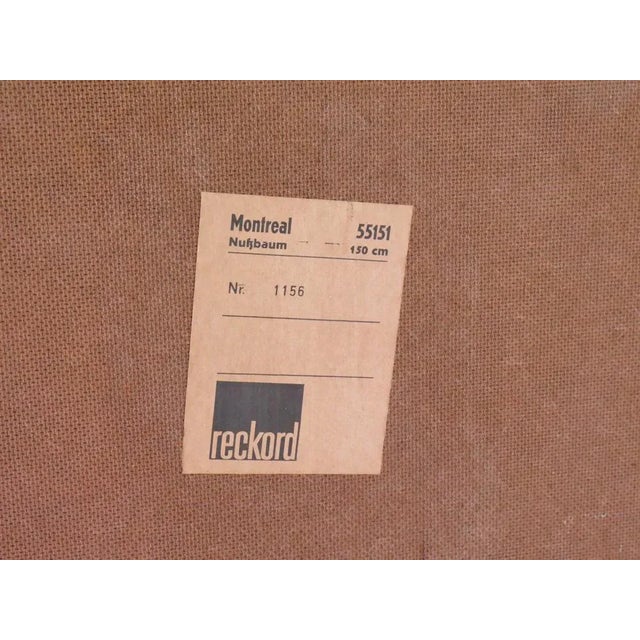 Montreal 55151
Nußbaum 150 cm
Nr. 1156
reckord